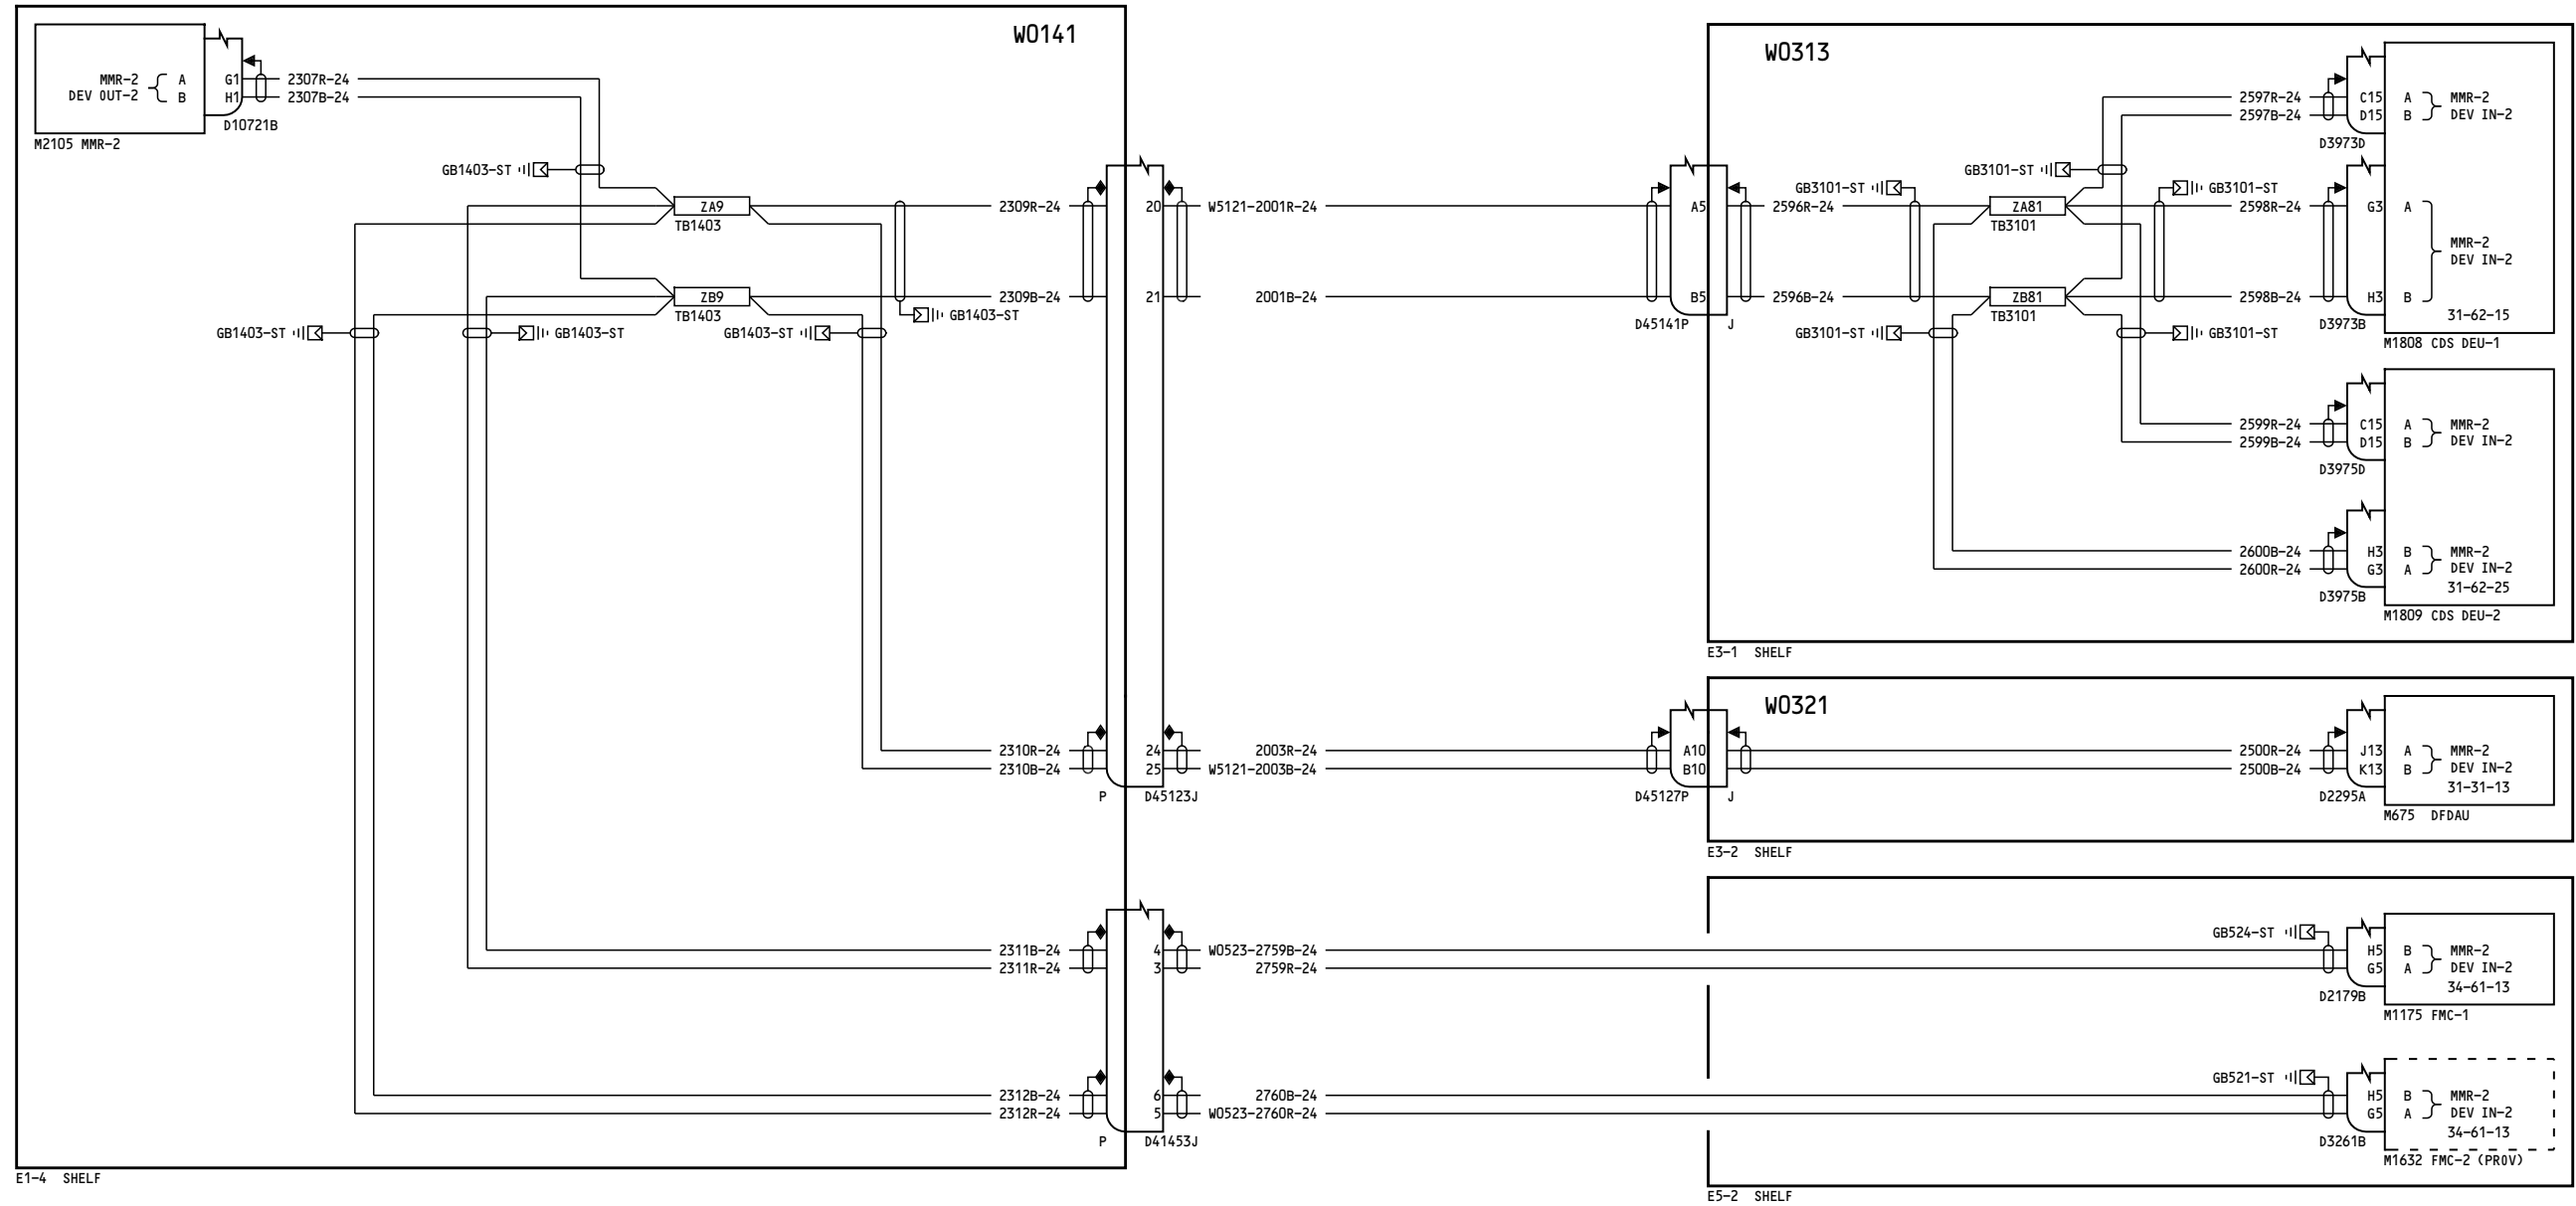 W0141
MMR-2
DEV OUT-2
A
B
G1
H1
2307R-24
2307B-24
D10721B
M2105 MMR-2
GB1403-ST
ZA9
TB1403
2309R-24
20
W5121-2001R-24
ZB9
TB1403
2309B-24
21
2001B-24
GB1403-ST
GB1403-ST
GB1403-ST
GB1403-ST
2310R-24
24
2003R-24
2310B-24
25
W5121-2003B-24
P
D45123J
2311B-24
4
W0523-2759B-24
2311R-24
3
2759R-24
2312B-24
6
2760B-24
2312R-24
5
W0523-2760R-24
P
D41453J
E1-4 SHELF
W0313
A5
B5
D45141P
J
2596R-24
2596B-24
GB3101-ST
GB3101-ST
GB3101-ST
GB3101-ST
GB3101-ST
ZA81
TB3101
ZB81
TB3101
2597R-24
C15
A
MMR-2
2597B-24
D15
B
DEV IN-2
D3973D
2598R-24
G3
A
MMR-2
DEV IN-2
2598B-24
H3
B
D3973B
31-62-15
M1808 CDS DEU-1
2599R-24
C15
A
MMR-2
2599B-24
D15
B
DEV IN-2
D3975D
2600B-24
H3
B
MMR-2
2600R-24
G3
A
DEV IN-2
31-62-25
D3975B
M1809 CDS DEU-2
E3-1 SHELF
W0321
A10
B10
D45127P
J
2500R-24
J13
A
MMR-2
2500B-24
K13
B
DEV IN-2
31-31-13
D2295A
M675 DFDAU
E3-2 SHELF
GB524-ST
H5
B
MMR-2
G5
A
DEV IN-2
34-61-13
D2179B
M1175 FMC-1
GB521-ST
H5
B
MMR-2
G5
A
DEV IN-2
34-61-13
D3261B
M1632 FMC-2 (PROV)
E5-2 SHELF